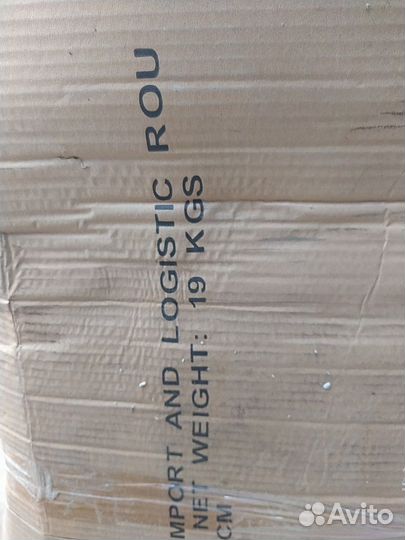 MPORT AND LOGISTIC ROU
NET WEIGHT: 19 KGS
CM
Avito